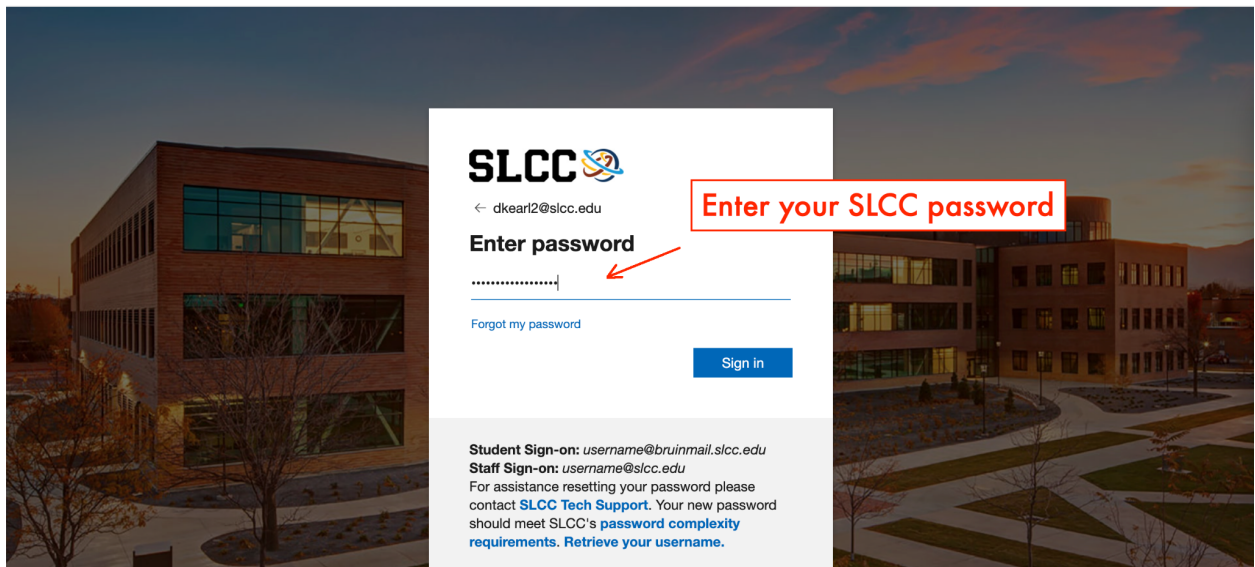 SLCC
← dkearl2@slcc.edu
Enter your SLCC password
Enter password
••••••••••••••••••
Forgot my password
Sign in
Student Sign-on: username@bruinmail.slcc.edu
Staff Sign-on: username@slcc.edu
For assistance resetting your password please
contact SLCC Tech Support. Your new password
should meet SLCC's password complexity
requirements. Retrieve your username.